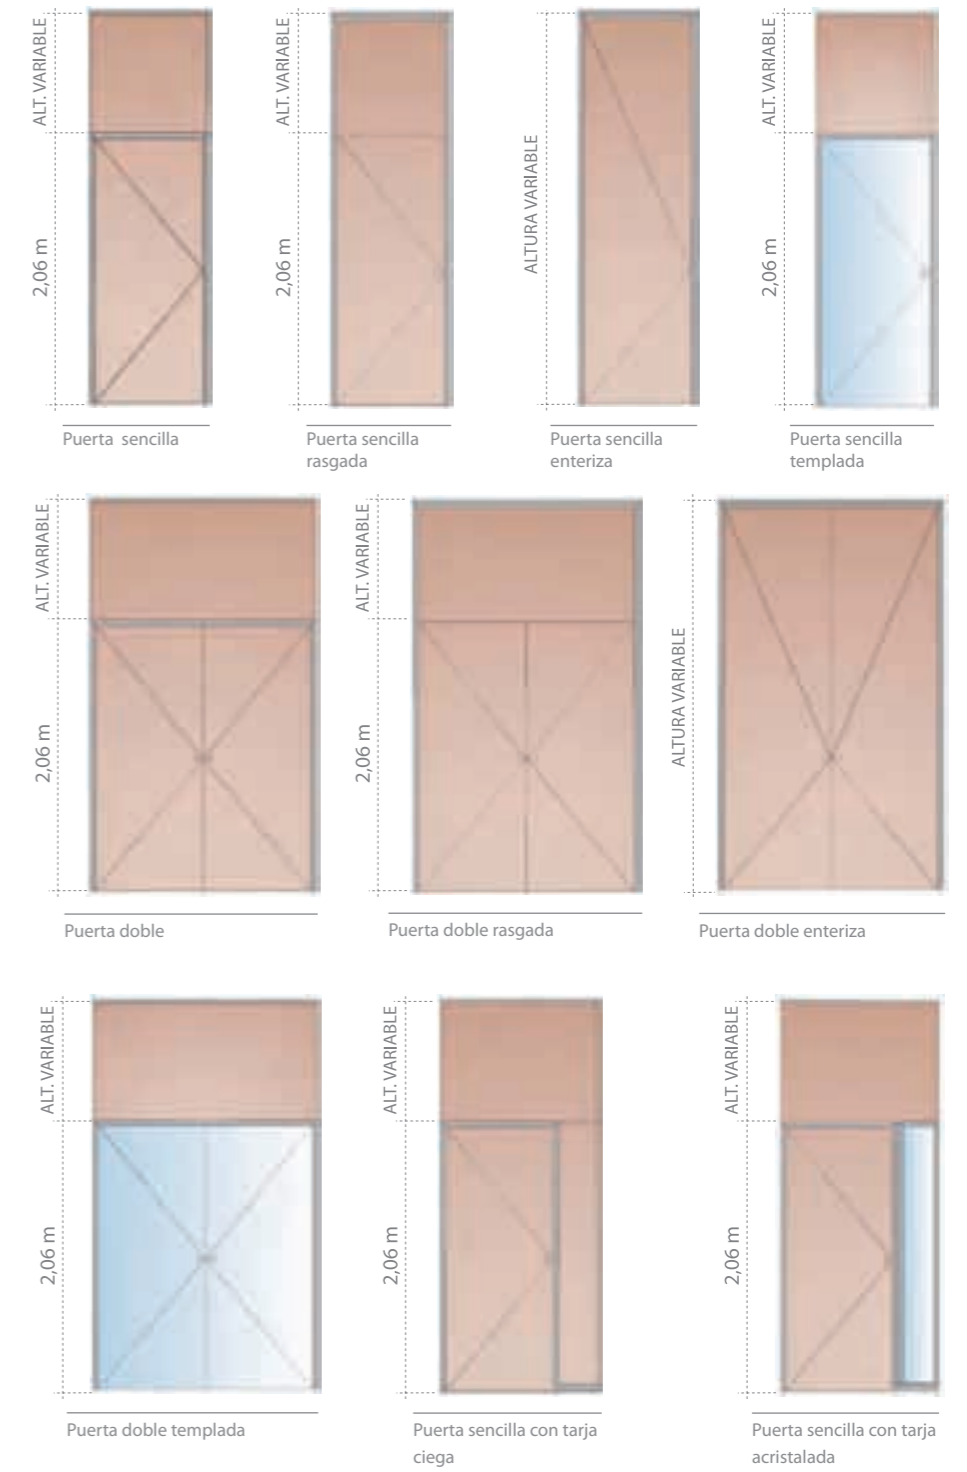 ALT. VARIABLE
2,06 m
Puerta sencilla
ALT. VARIABLE
2,06 m
Puerta sencilla
rasgada
ALTURA VARIABLE
Puerta sencilla
enteriza
ALT. VARIABLE
2,06 m
Puerta sencilla
templada
ALT. VARIABLE
2,06 m
Puerta doble
ALT. VARIABLE
2,06 m
Puerta doble rasgada
ALTURA VARIABLE
Puerta doble enteriza
ALT. VARIABLE
2,06 m
Puerta doble templada
ALT. VARIABLE
2,06 m
Puerta sencilla con tarja
ciega
ALT. VARIABLE
2,06 m
Puerta sencilla con tarja
acristalada